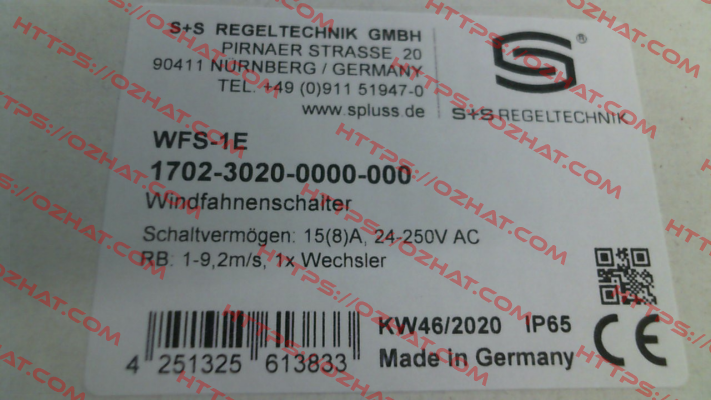 S+S REGELTECHNIK GMBH
PIRNAER STRASSE 20
90411 NÜRNBERG / GERMANY
TEL. +49 (0)911 51947-0
www.spluss.de
S
®
S+S REGELTECHNIK
WFS-1E
1702-3020-0000-000
Windfahnenschalter
Schaltvermögen: 15(8)A, 24-250V AC
RB: 1-9,2m/s, 1x Wechsler
KW46/2020 IP65
CE
Made in Germany
4 251325 613833
HTTPS://OZHAT.COM